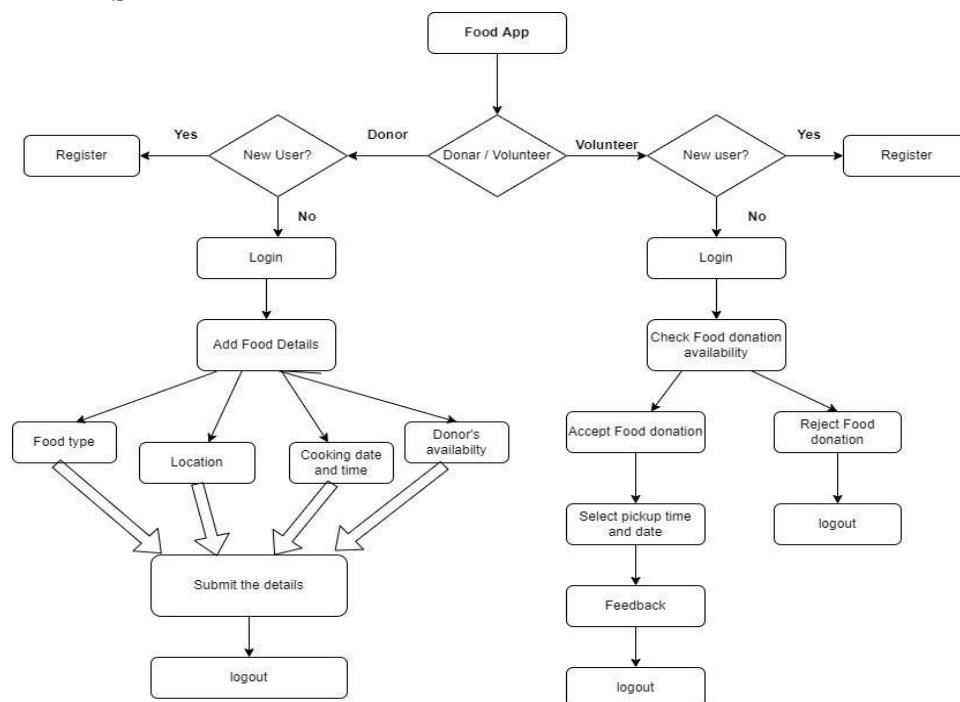 Food App
Yes
Donor
Volunteer
Yes
Register
New User?
Donar / Volunteer
New user?
Register
No
No
Login
Login
Add Food Details
Check Food donation
availability
Food type
Location
Cooking date
and time
Donor's
availabilty
Accept Food donation
Reject Food
donation
Select pickup time
and date
logout
Submit the details
Feedback
logout
logout